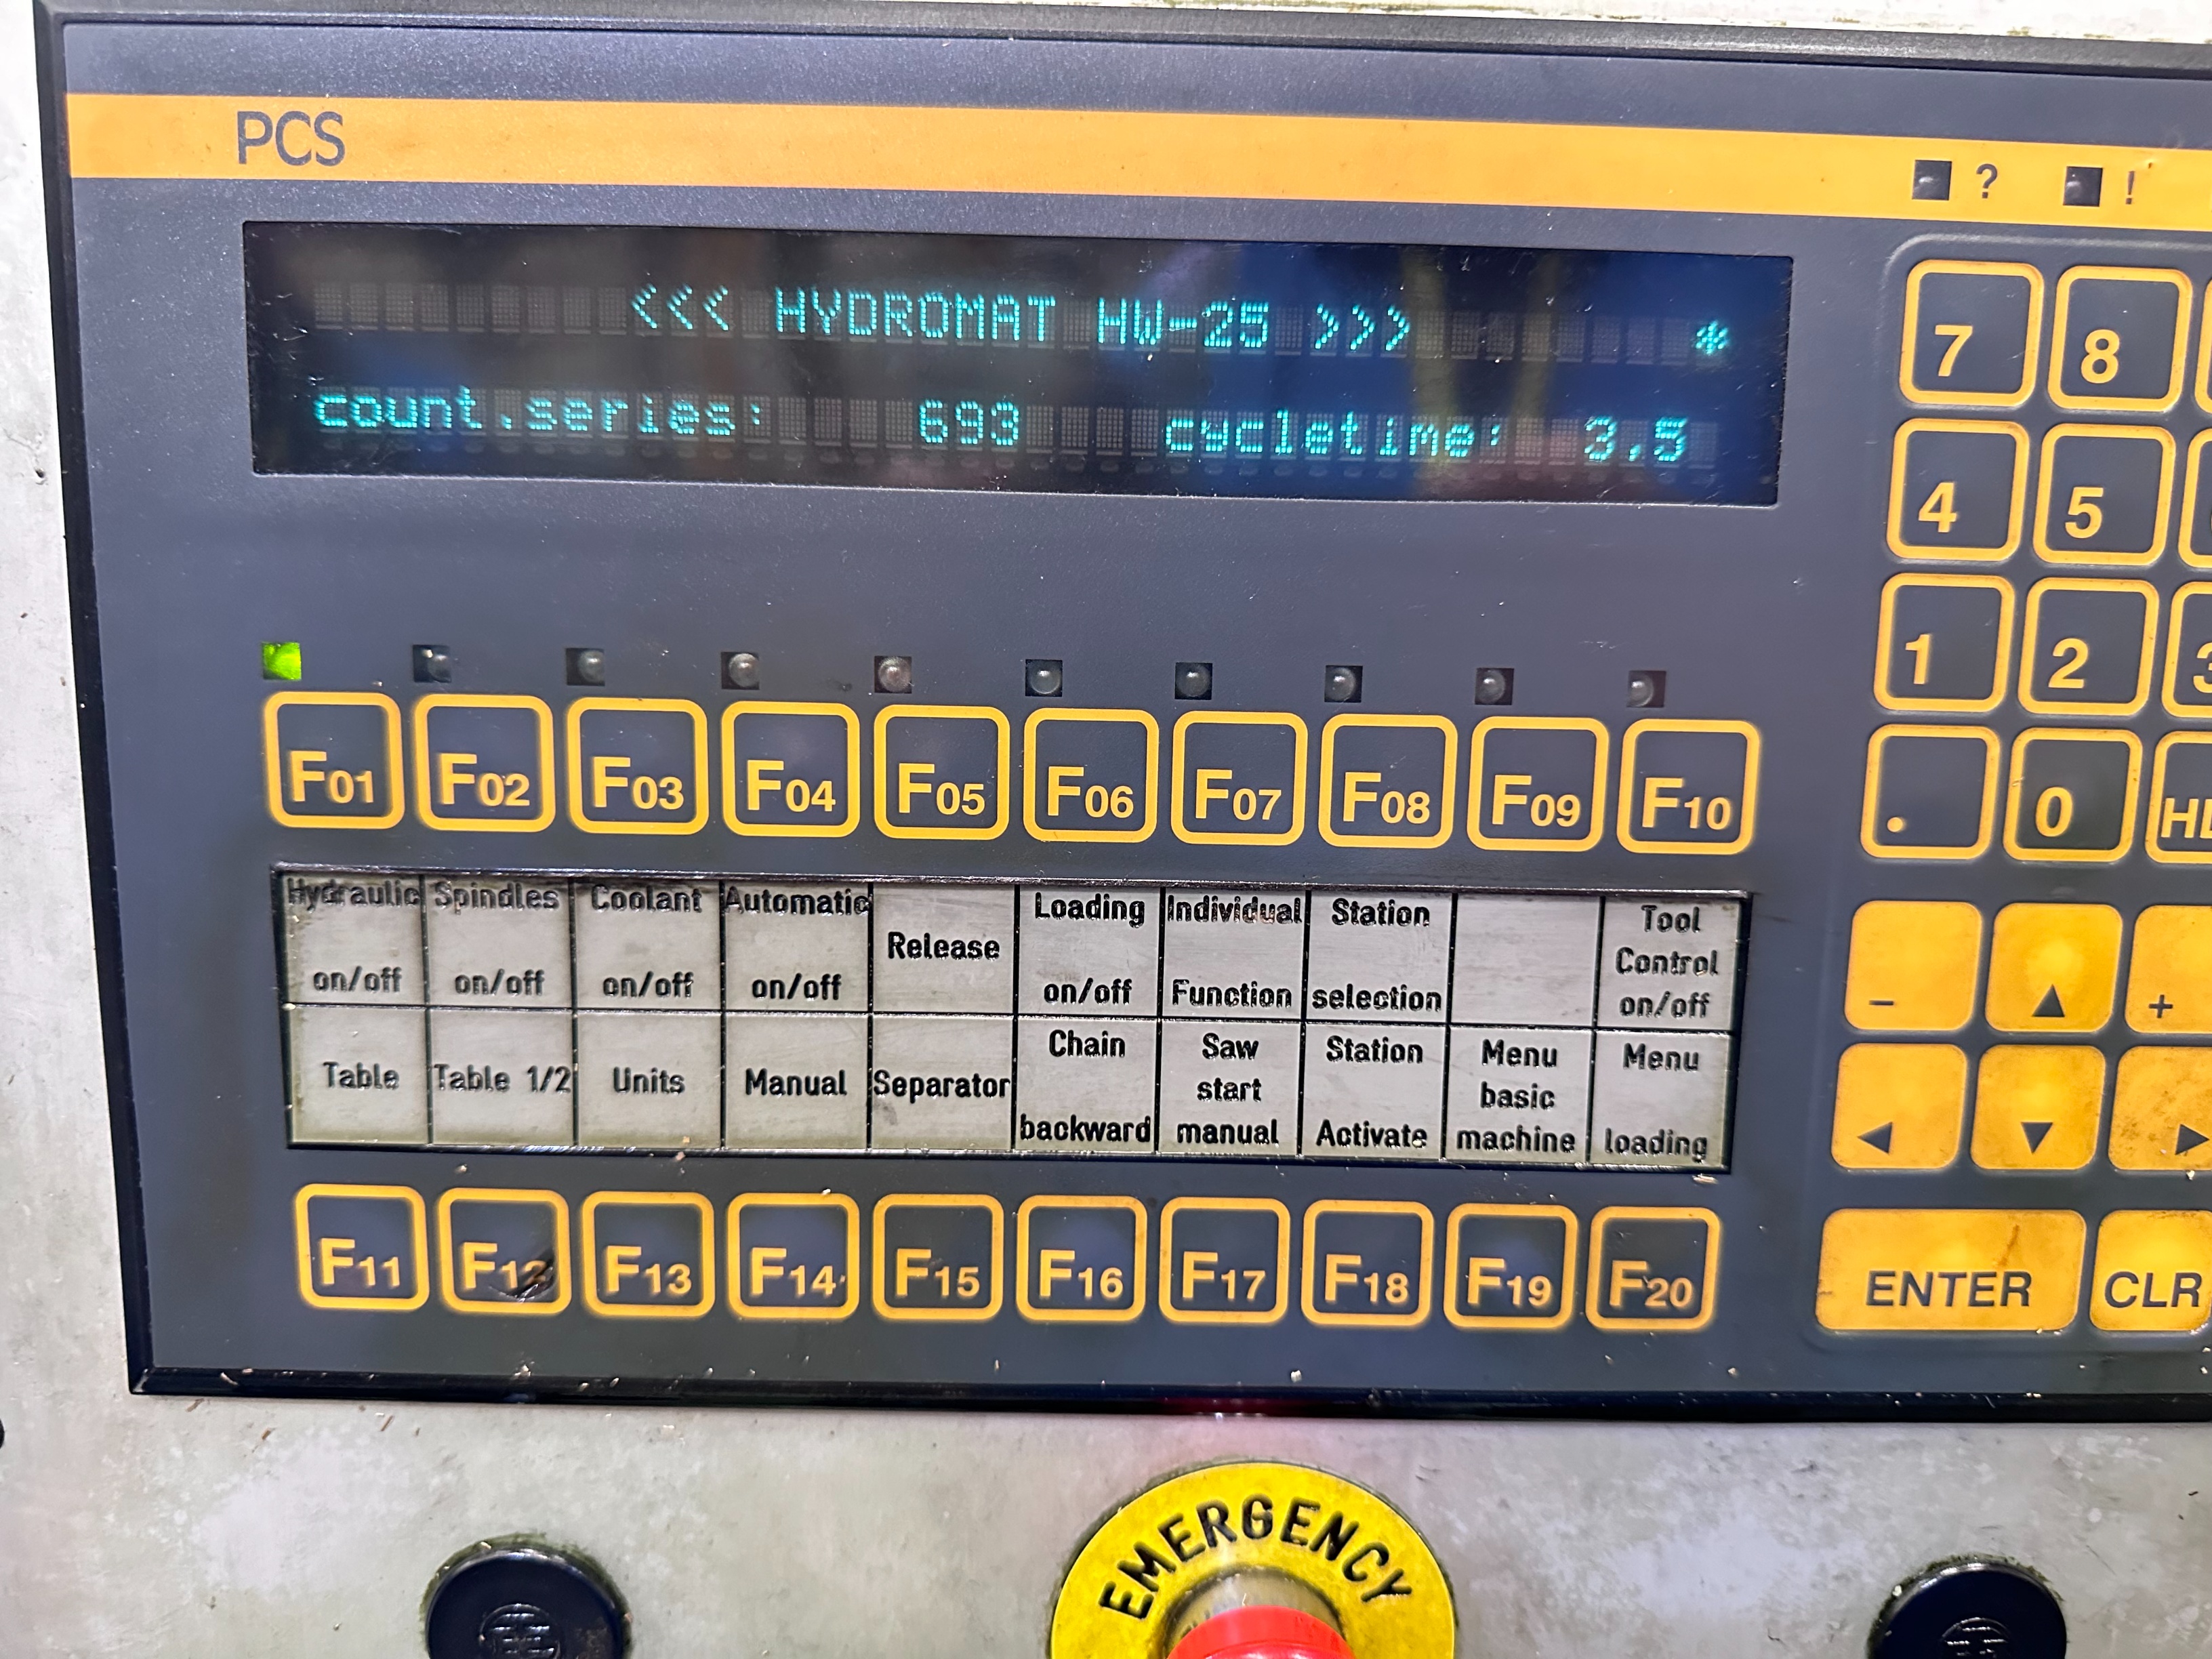 PCS
? !
<<< HYDROMAT HW-25 >>> *
count.series: 693 cycletime: 3,5
7 8
4 5
1 2 3
. 0
F01 F02 F03 F04 F05 F06 F07 F08 F09 F10
Hydraulic on/off
Spindles on/off
Coolant on/off
Automatic on/off
Release
Loading on/off
Individual Function
Station selection
Tool Control on/off
Table
Table 1/2
Units
Manual
Separator
Chain backward
Saw start manual
Station Activate
Menu basic machine
Menu loading
F11 F12 F13 F14 F15 F16 F17 F18 F19 F20
- ▲ +
◀ ▼ ▶
ENTER CLR
EMERGENCY